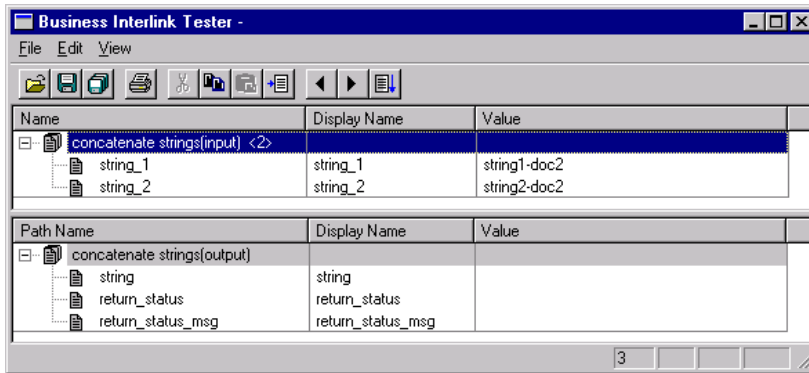 Business Interlink Tester -
File Edit View
Name Display Name Value
concatenate strings(input) <2>
string_1 string_1 string1-doc2
string_2 string_2 string2-doc2
Path Name Display Name Value
concatenate strings(output)
string string
return_status return_status
return_status_msg return_status_msg
3